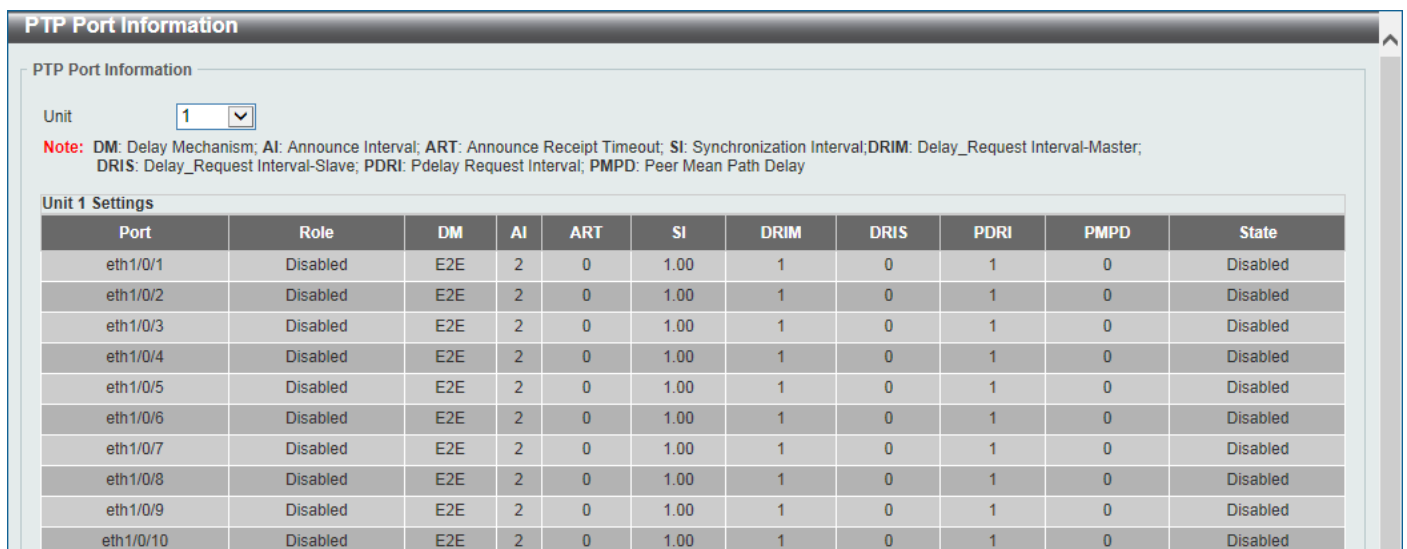 PTP Port Information
PTP Port Information
Unit 1
Note: DM: Delay Mechanism; AI: Announce Interval; ART: Announce Receipt Timeout; SI: Synchronization Interval;DRIM: Delay_Request Interval-Master;
DRIS: Delay_Request Interval-Slave; PDRI: Pdelay Request Interval; PMPD: Peer Mean Path Delay
Unit 1 Settings
Port Role DM AI ART SI DRIM DRIS PDRI PMPD State
eth1/0/1 Disabled E2E 2 0 1.00 1 0 1 0 Disabled
eth1/0/2 Disabled E2E 2 0 1.00 1 0 1 0 Disabled
eth1/0/3 Disabled E2E 2 0 1.00 1 0 1 0 Disabled
eth1/0/4 Disabled E2E 2 0 1.00 1 0 1 0 Disabled
eth1/0/5 Disabled E2E 2 0 1.00 1 0 1 0 Disabled
eth1/0/6 Disabled E2E 2 0 1.00 1 0 1 0 Disabled
eth1/0/7 Disabled E2E 2 0 1.00 1 0 1 0 Disabled
eth1/0/8 Disabled E2E 2 0 1.00 1 0 1 0 Disabled
eth1/0/9 Disabled E2E 2 0 1.00 1 0 1 0 Disabled
eth1/0/10 Disabled E2E 2 0 1.00 1 0 1 0 Disabled